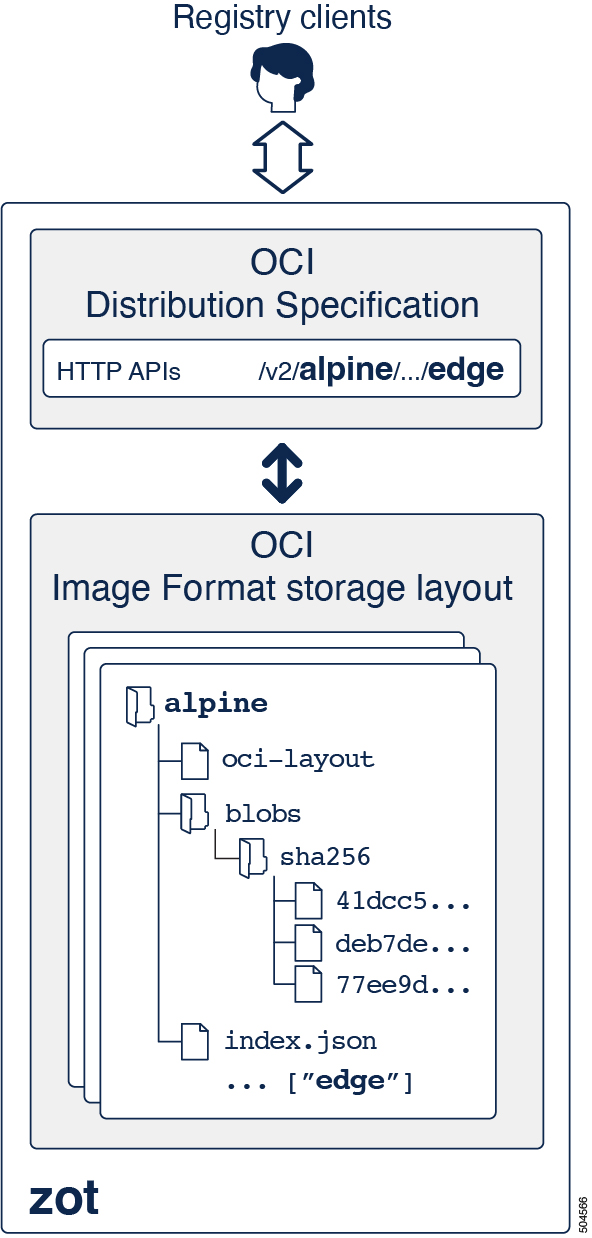 Registry clients
OCI
Distribution Specification
HTTP APIs /v2/alpine/.../edge
OCI
Image Format storage layout
alpine
oci-layout
blobs
sha256
41dcc5...
deb7de...
77ee9d...
index.json
... [”edge”]
zot
504566